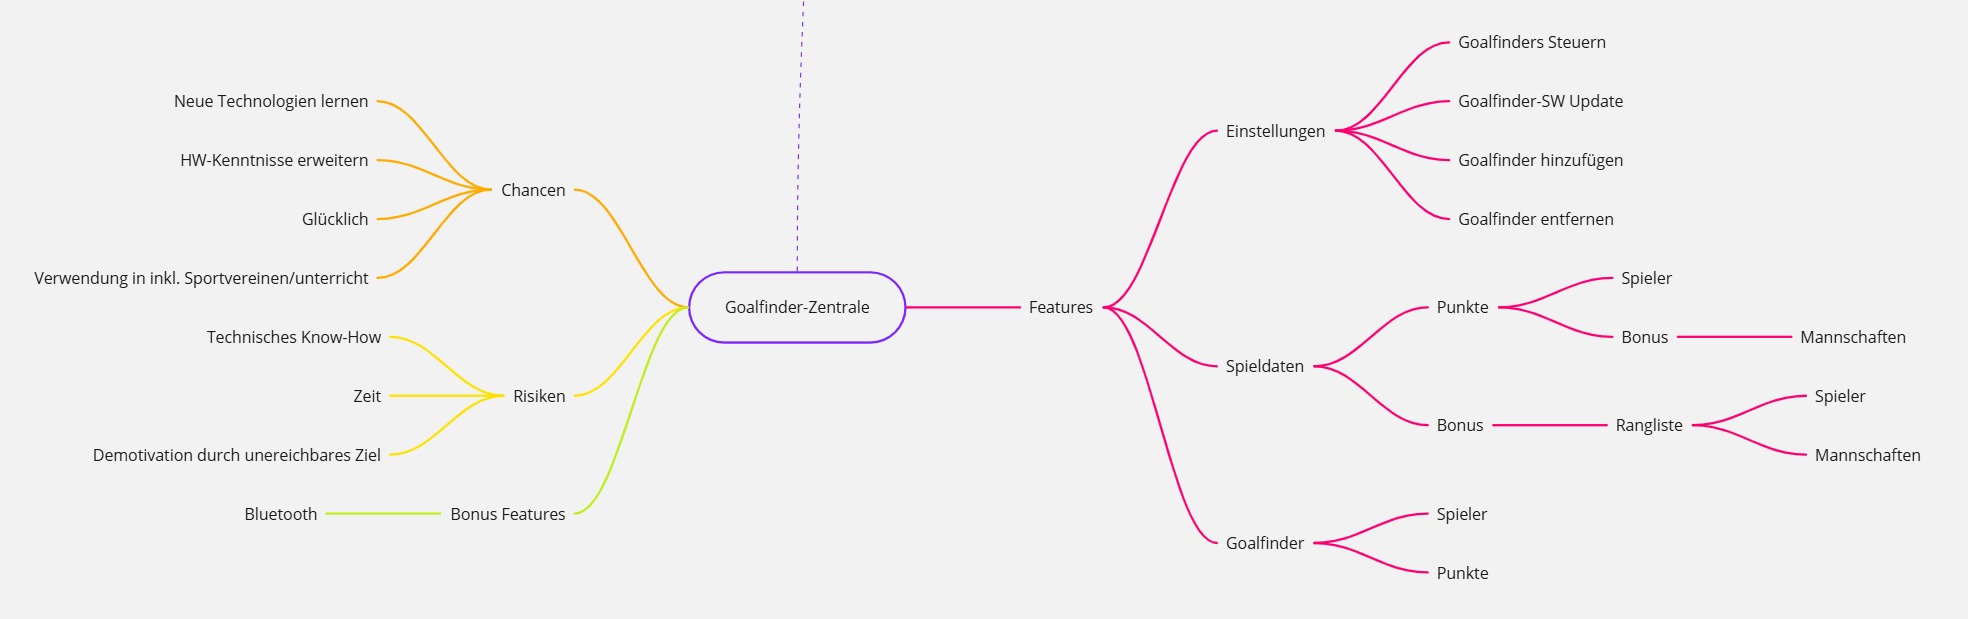 Neue Technologien lernen
HW-Kenntnisse erweitern
Chancen
Glücklich
Verwendung in inkl. Sportvereinen/unterricht
Technisches Know-How
Zeit
Risiken
Demotivation durch unereichbares Ziel
Bluetooth
Bonus Features
Goalfinder-Zentrale
Features
Einstellungen
Goalfinders Steuern
Goalfinder-SW Update
Goalfinder hinzufügen
Goalfinder entfernen
Spieldaten
Punkte
Spieler
Bonus
Mannschaften
Bonus
Rangliste
Spieler
Mannschaften
Goalfinder
Spieler
Punkte